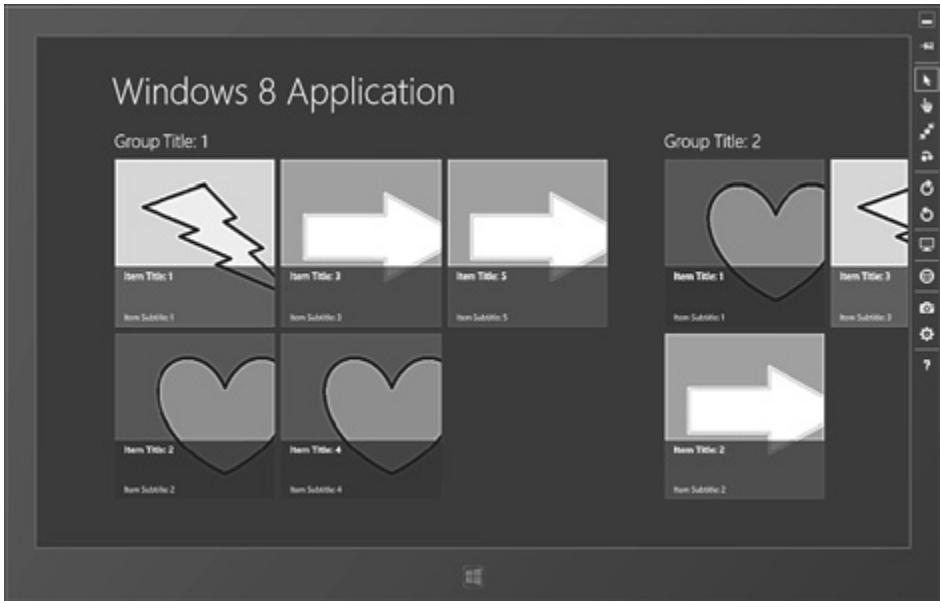 Windows 8 Application
Group Title: 1
Item Title: 1
Item Subtitle: 1
Item Title: 3
Item Subtitle: 3
Item Title: 5
Item Subtitle: 5
Item Title: 2
Item Subtitle: 2
Item Title: 4
Item Subtitle: 4
Group Title: 2
Item Title: 1
Item Subtitle: 1
Item Title: 3
Item Subtitle: 3
Item Title: 2
Item Subtitle: 2
?